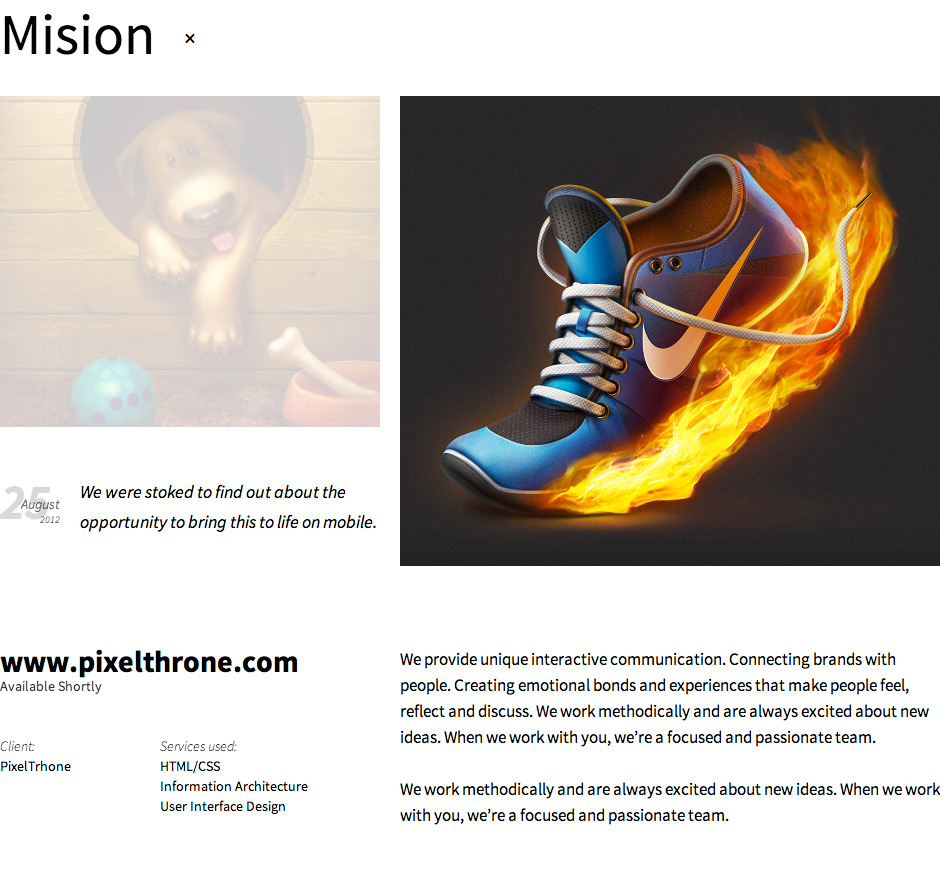 Mision ×
25
August
2012
We were stoked to find out about the
opportunity to bring this to life on mobile.
www.pixelthrone.com
Available Shortly
Client:
PixelTrhone
Services used:
HTML/CSS
Information Architecture
User Interface Design
We provide unique interactive communication. Connecting brands with
people. Creating emotional bonds and experiences that make people feel,
reflect and discuss. We work methodically and are always excited about new
ideas. When we work with you, we’re a focused and passionate team.
We work methodically and are always excited about new ideas. When we work
with you, we’re a focused and passionate team.